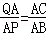 QA/AP = AC/AB